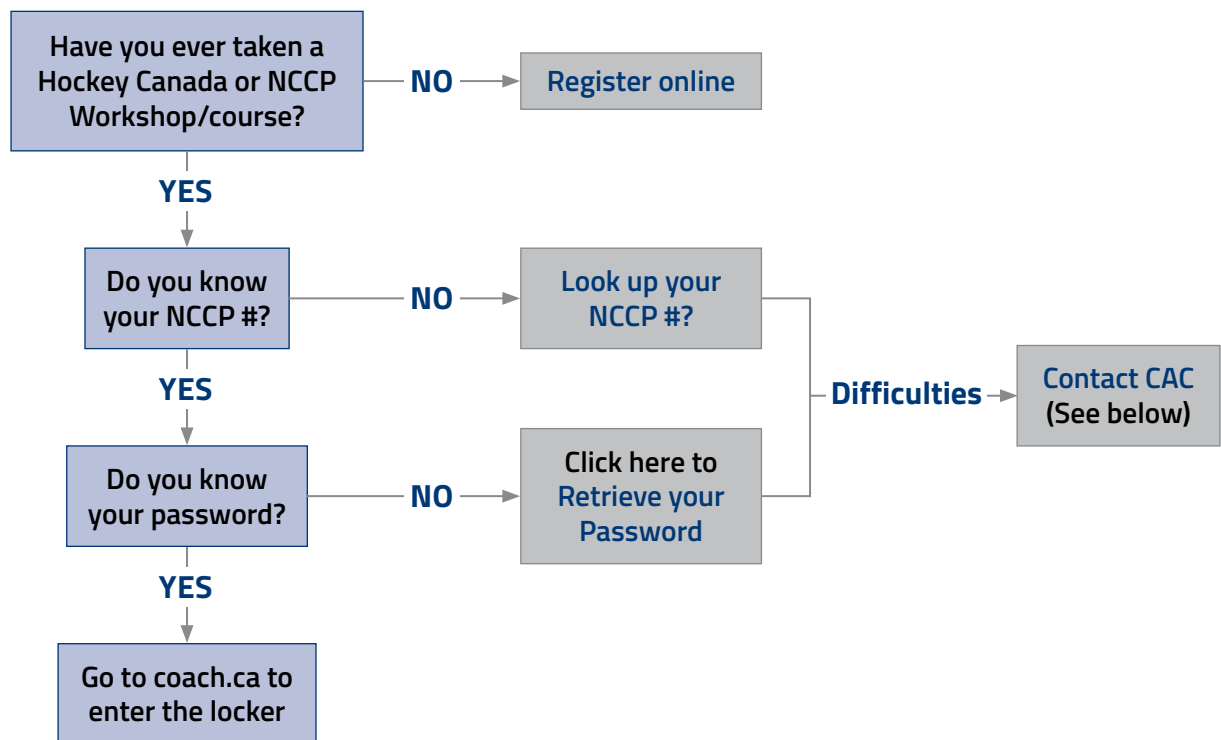 Have you ever taken a
Hockey Canada or NCCP
Workshop/course?
NO
Register online
YES
Do you know
your NCCP #?
NO
Look up your
NCCP #?
YES
Difficulties
Contact CAC
(See below)
Do you know
your password?
NO
Click here to
Retrieve your
Password
YES
Go to coach.ca to
enter the locker